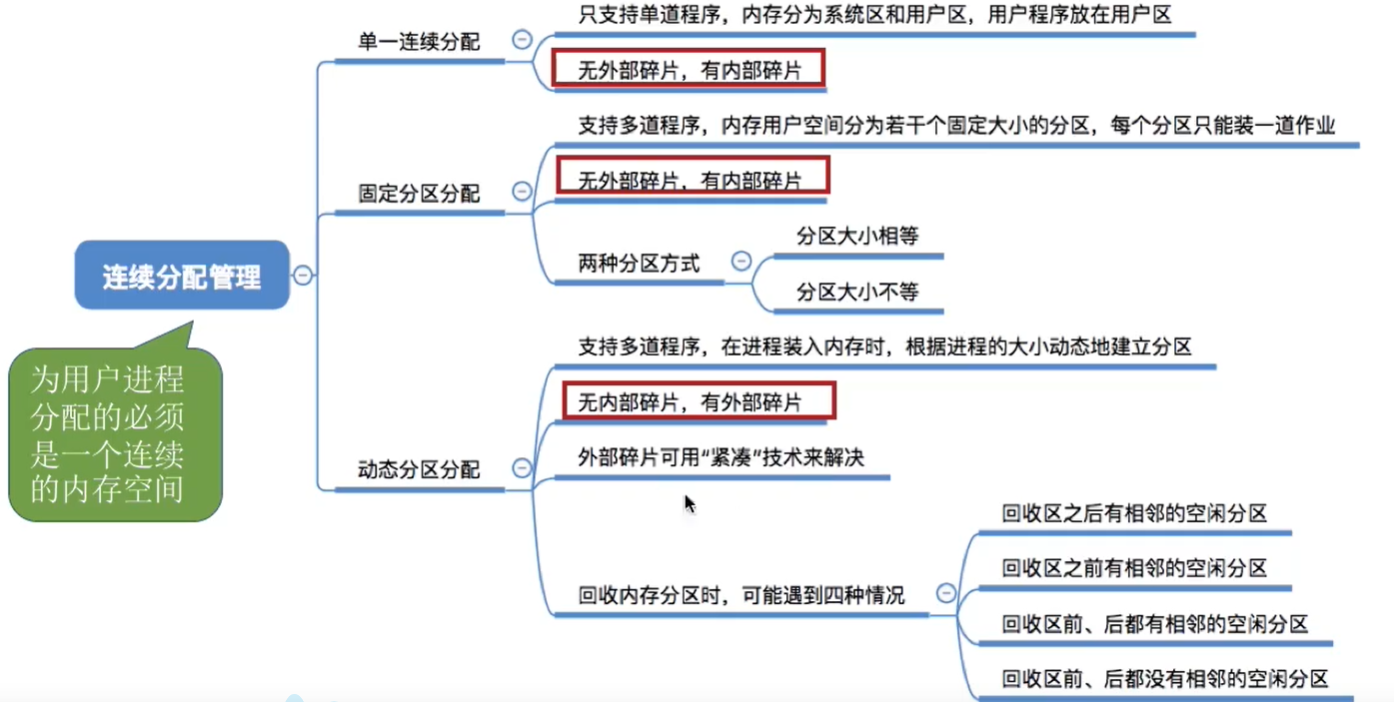 只支持单道程序，内存分为系统区和用户区，用户程序放在用户区
单一连续分配
无外部碎片，有内部碎片
支持多道程序，内存用户空间分为若干个固定大小的分区，每个分区只能装一道作业
固定分区分配
无外部碎片，有内部碎片
两种分区方式
分区大小相等
分区大小不等
连续分配管理
为用户进程
分配的必须
是一个连续
的内存空间
支持多道程序，在进程装入内存时，根据进程的大小动态地建立分区
无内部碎片，有外部碎片
动态分区分配
外部碎片可用“紧凑”技术来解决
回收内存分区时，可能遇到四种情况
回收区之后有相邻的空闲分区
回收区之前有相邻的空闲分区
回收区前、后都有相邻的空闲分区
回收区前、后都没有相邻的空闲分区